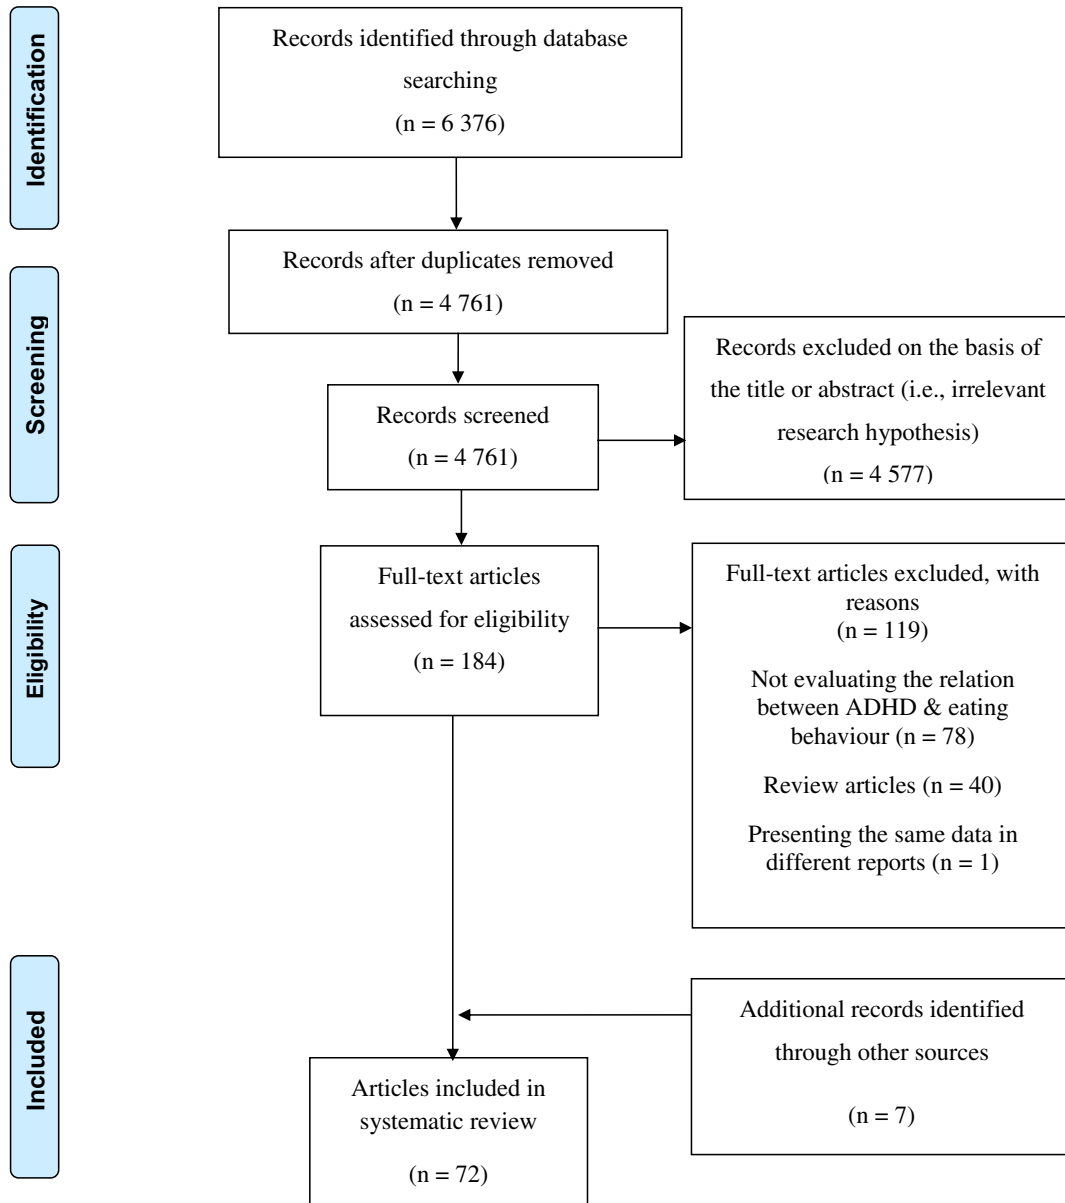 Identification
Records identified through database
searching
(n = 6 376)
Records after duplicates removed
(n = 4 761)
Screening
Records screened
(n = 4 761)
Records excluded on the basis of
the title or abstract (i.e., irrelevant
research hypothesis)
(n = 4 577)
Eligibility
Full-text articles
assessed for eligibility
(n = 184)
Full-text articles excluded, with
reasons
(n = 119)
Not evaluating the relation
between ADHD & eating
behaviour (n = 78)
Review articles (n = 40)
Presenting the same data in
different reports (n = 1)
Included
Additional records identified
through other sources
(n = 7)
Articles included in
systematic review
(n = 72)